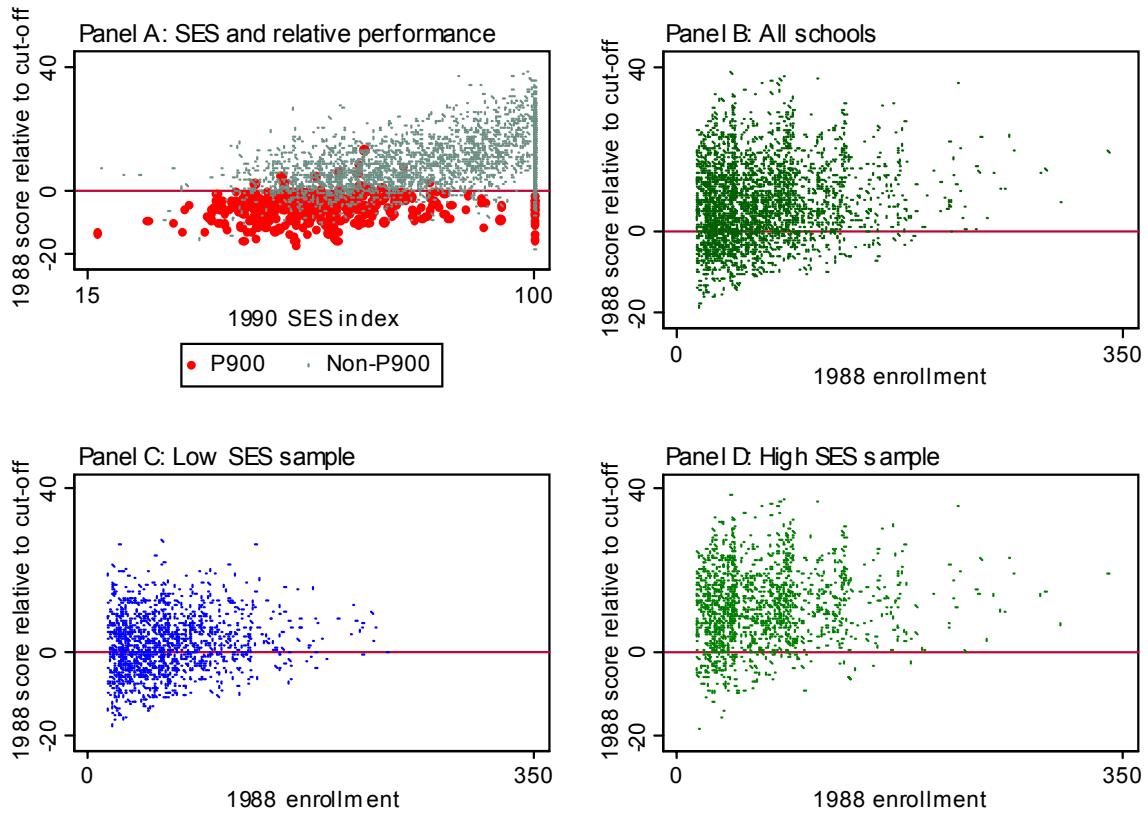 Panel A: SES and relative performance
1988 score relative to cut-off
40
0
-20
15
100
1990 SES index
P900
Non-P900
Panel B: All schools
1988 score relative to cut-off
40
0
-20
0
350
1988 enrollment
Panel C: Low SES sample
1988 score relative to cut-off
40
0
-20
0
350
1988 enrollment
Panel D: High SES sample
1988 score relative to cut-off
40
0
-20
0
350
1988 enrollment